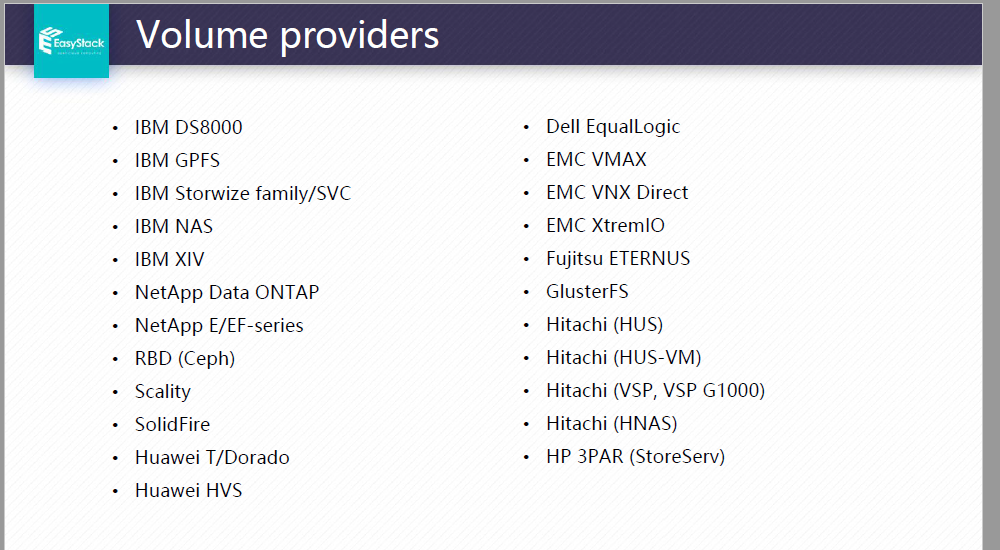 EasyStack
Volume providers
• IBM DS8000
• IBM GPFS
• IBM Storwize family/SVC
• IBM NAS
• IBM XIV
• NetApp Data ONTAP
• NetApp E/EF-series
• RBD (Ceph)
• Scality
• SolidFire
• Huawei T/Dorado
• Huawei HVS
• Dell EqualLogic
• EMC VMAX
• EMC VNX Direct
• EMC XtremIO
• Fujitsu ETERNUS
• GlusterFS
• Hitachi (HUS)
• Hitachi (HUS-VM)
• Hitachi (VSP, VSP G1000)
• Hitachi (HNAS)
• HP 3PAR (StoreServ)